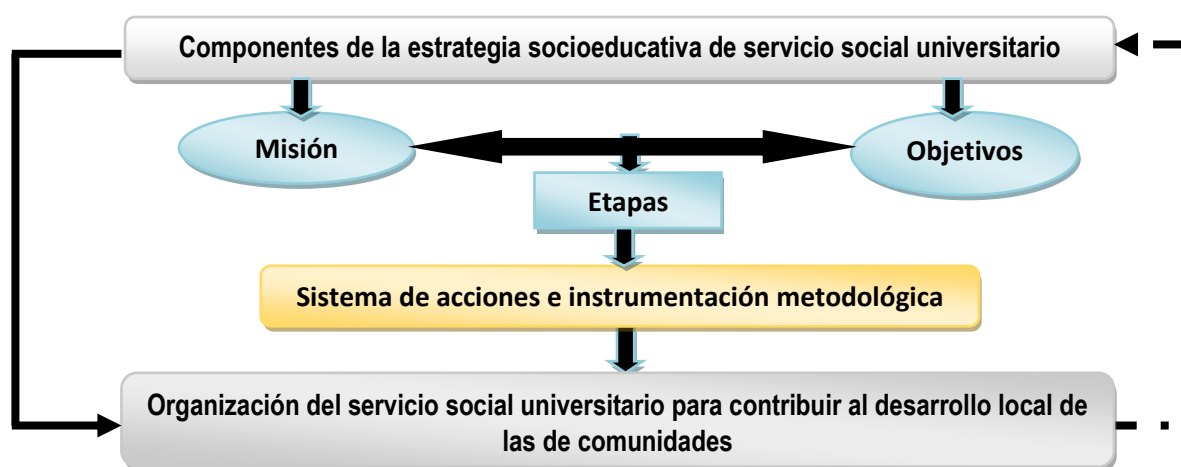 Componentes de la estrategia socioeducativa de servicio social universitario
Misión
Objetivos
Etapas
Sistema de acciones e instrumentación metodológica
Organización del servicio social universitario para contribuir al desarrollo local de
las de comunidades